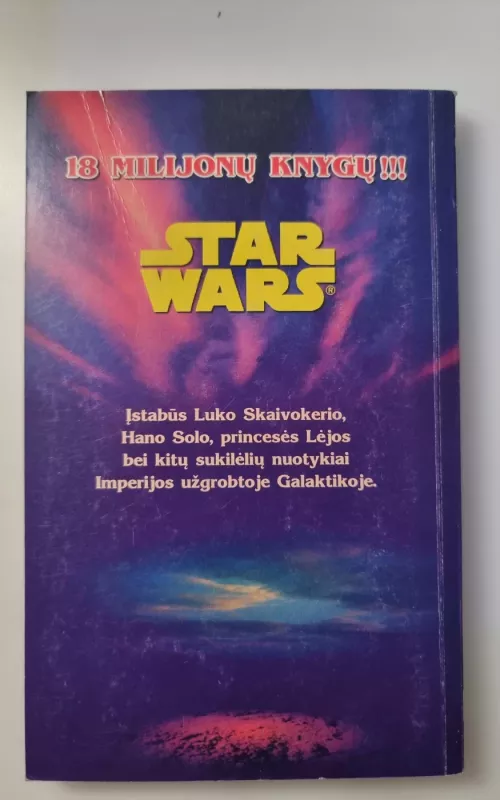 18 MILIJONŲ KNYGŲ!!!
STAR
WARS®
Įstabūs Luko Skaivokerio,
Hano Solo, princesės Lėjos
bei kitų sukilėlių nuotykiai
Imperijos užgrobtoje Galaktikoje.